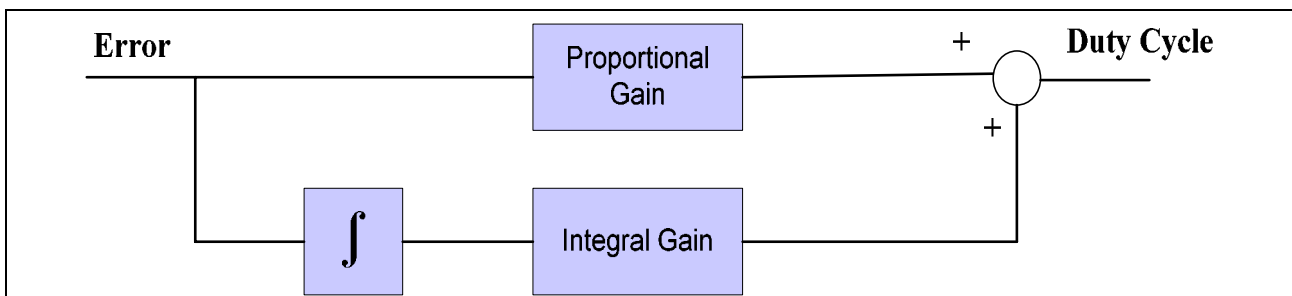 Error
Proportional
Gain
+
Duty Cycle
+
∫
Integral Gain